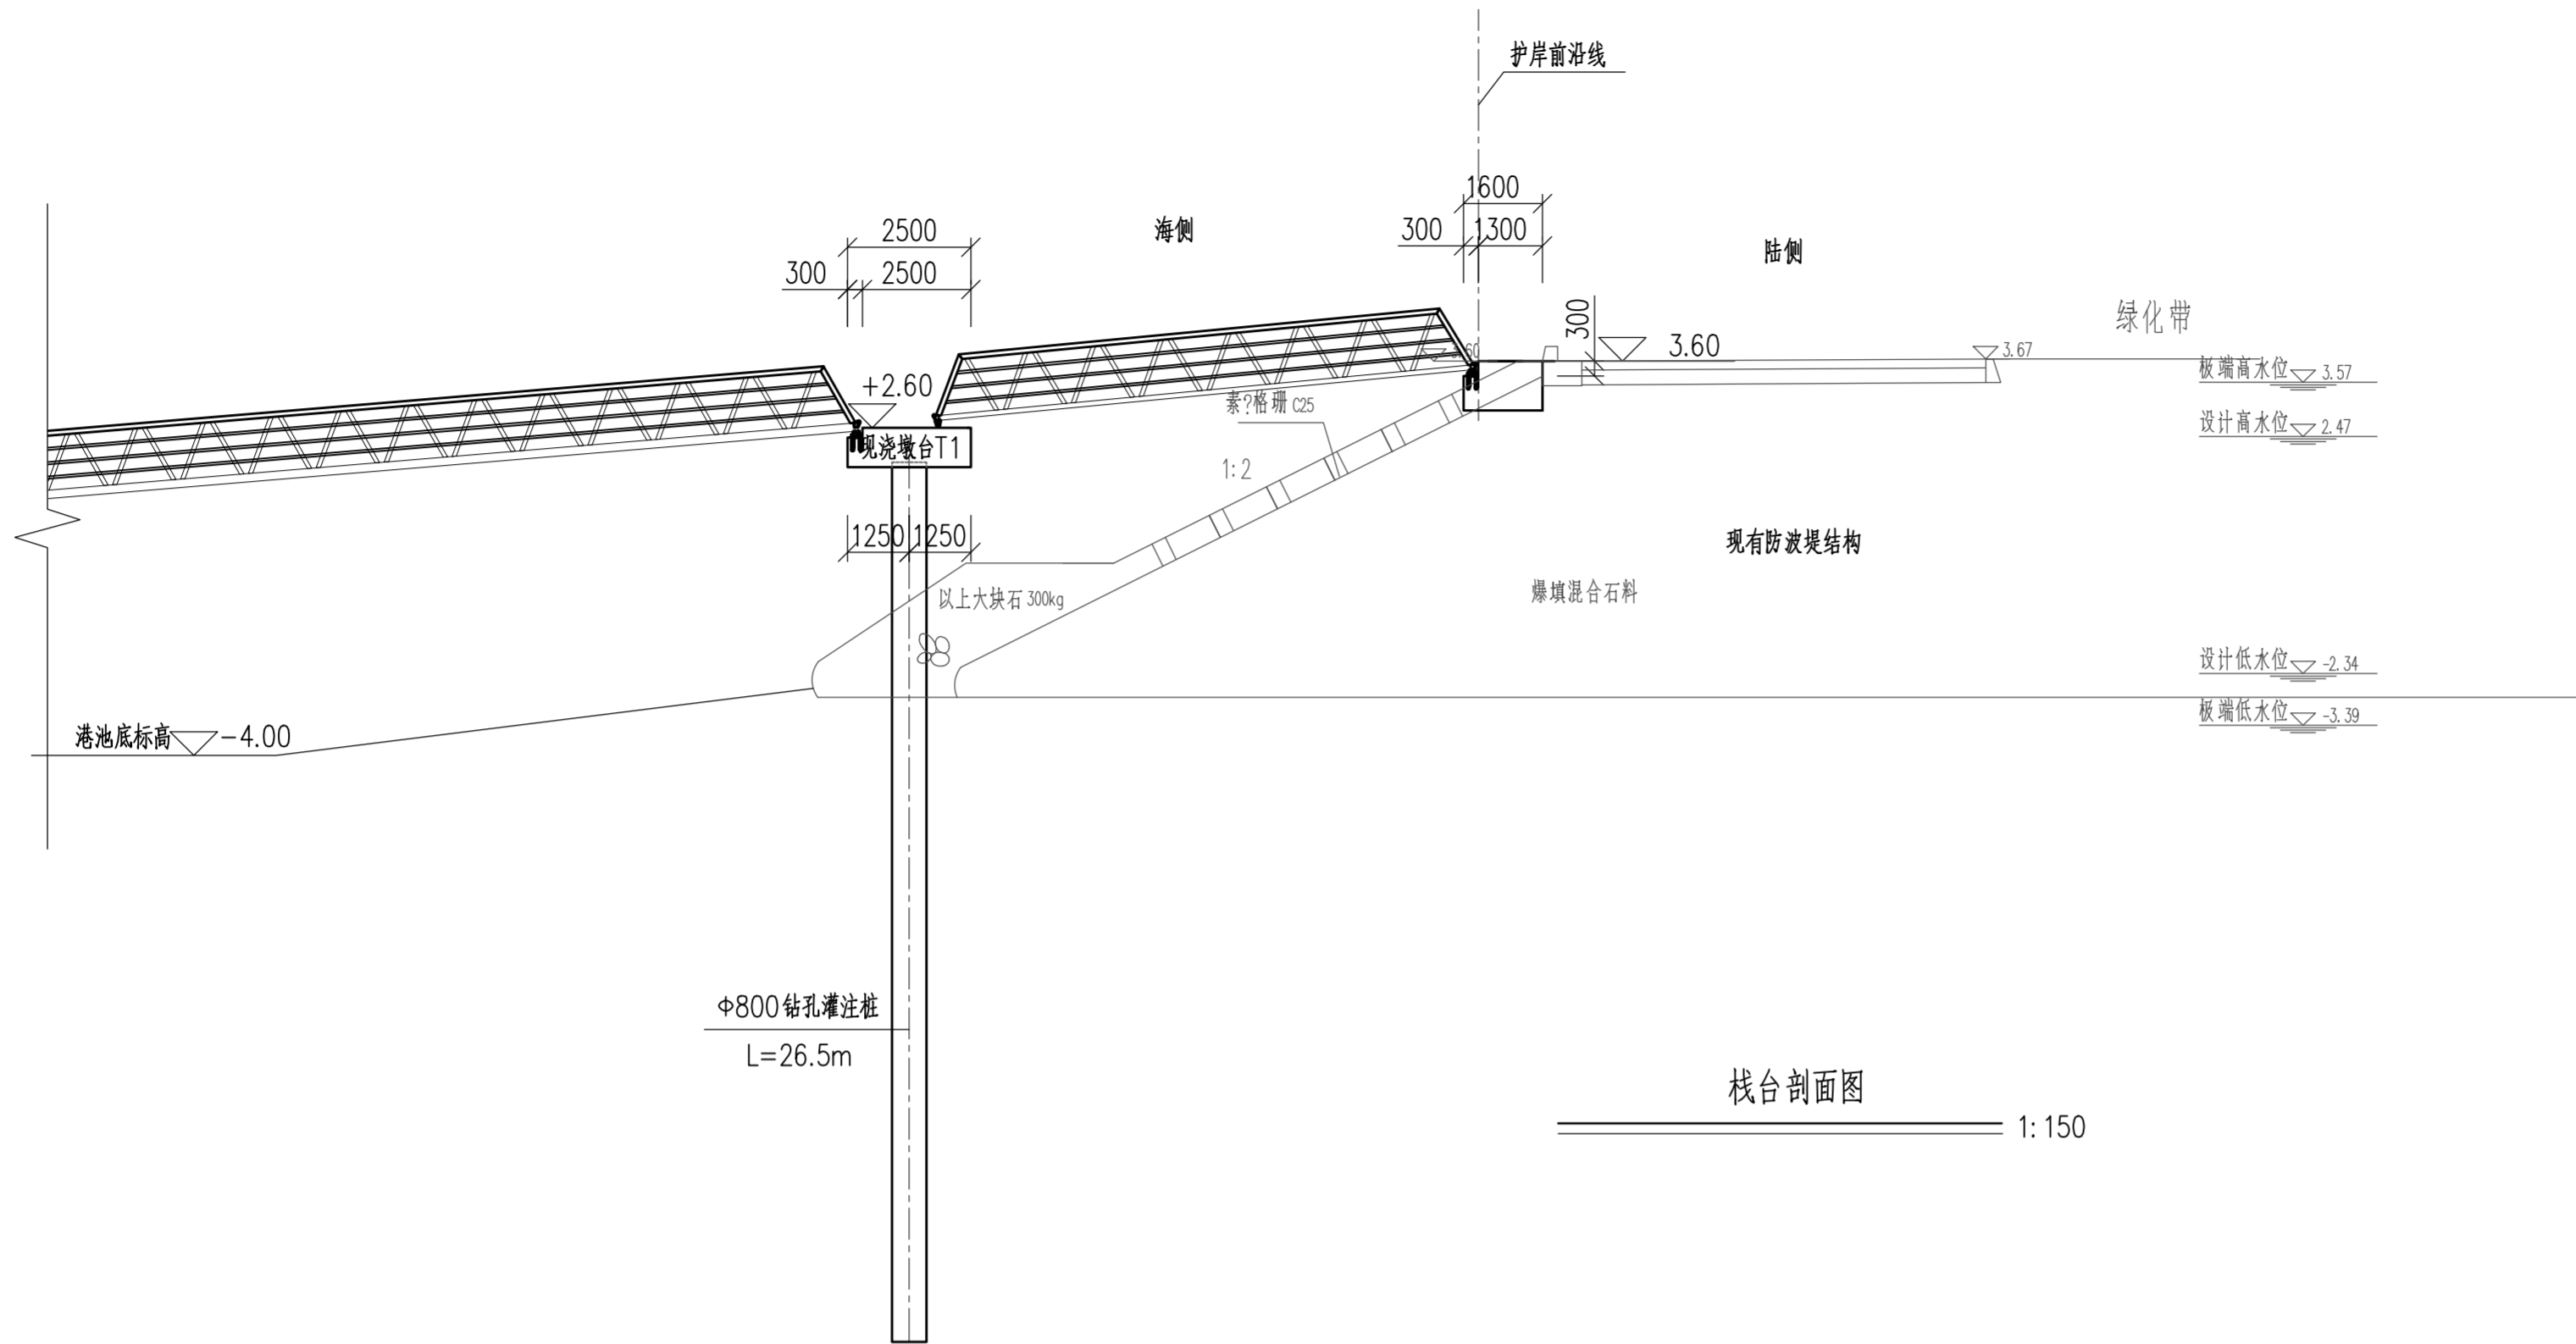 护岸前沿线
1600
300
1300
2500
300
2500
海侧
陆侧
绿化带
300
3.60
3.67
极端高水位 3.57
设计高水位 2.47
+2.60
现浇墩台T1
素?格珊 C25
1:2
1250
1250
现有防波堤结构
以上大块石 300kg
爆填混合石料
设计低水位 -2.34
极端低水位 -3.39
港池底标高 -4.00
Φ800钻孔灌注桩
L=26.5m
栈台剖面图
1:150